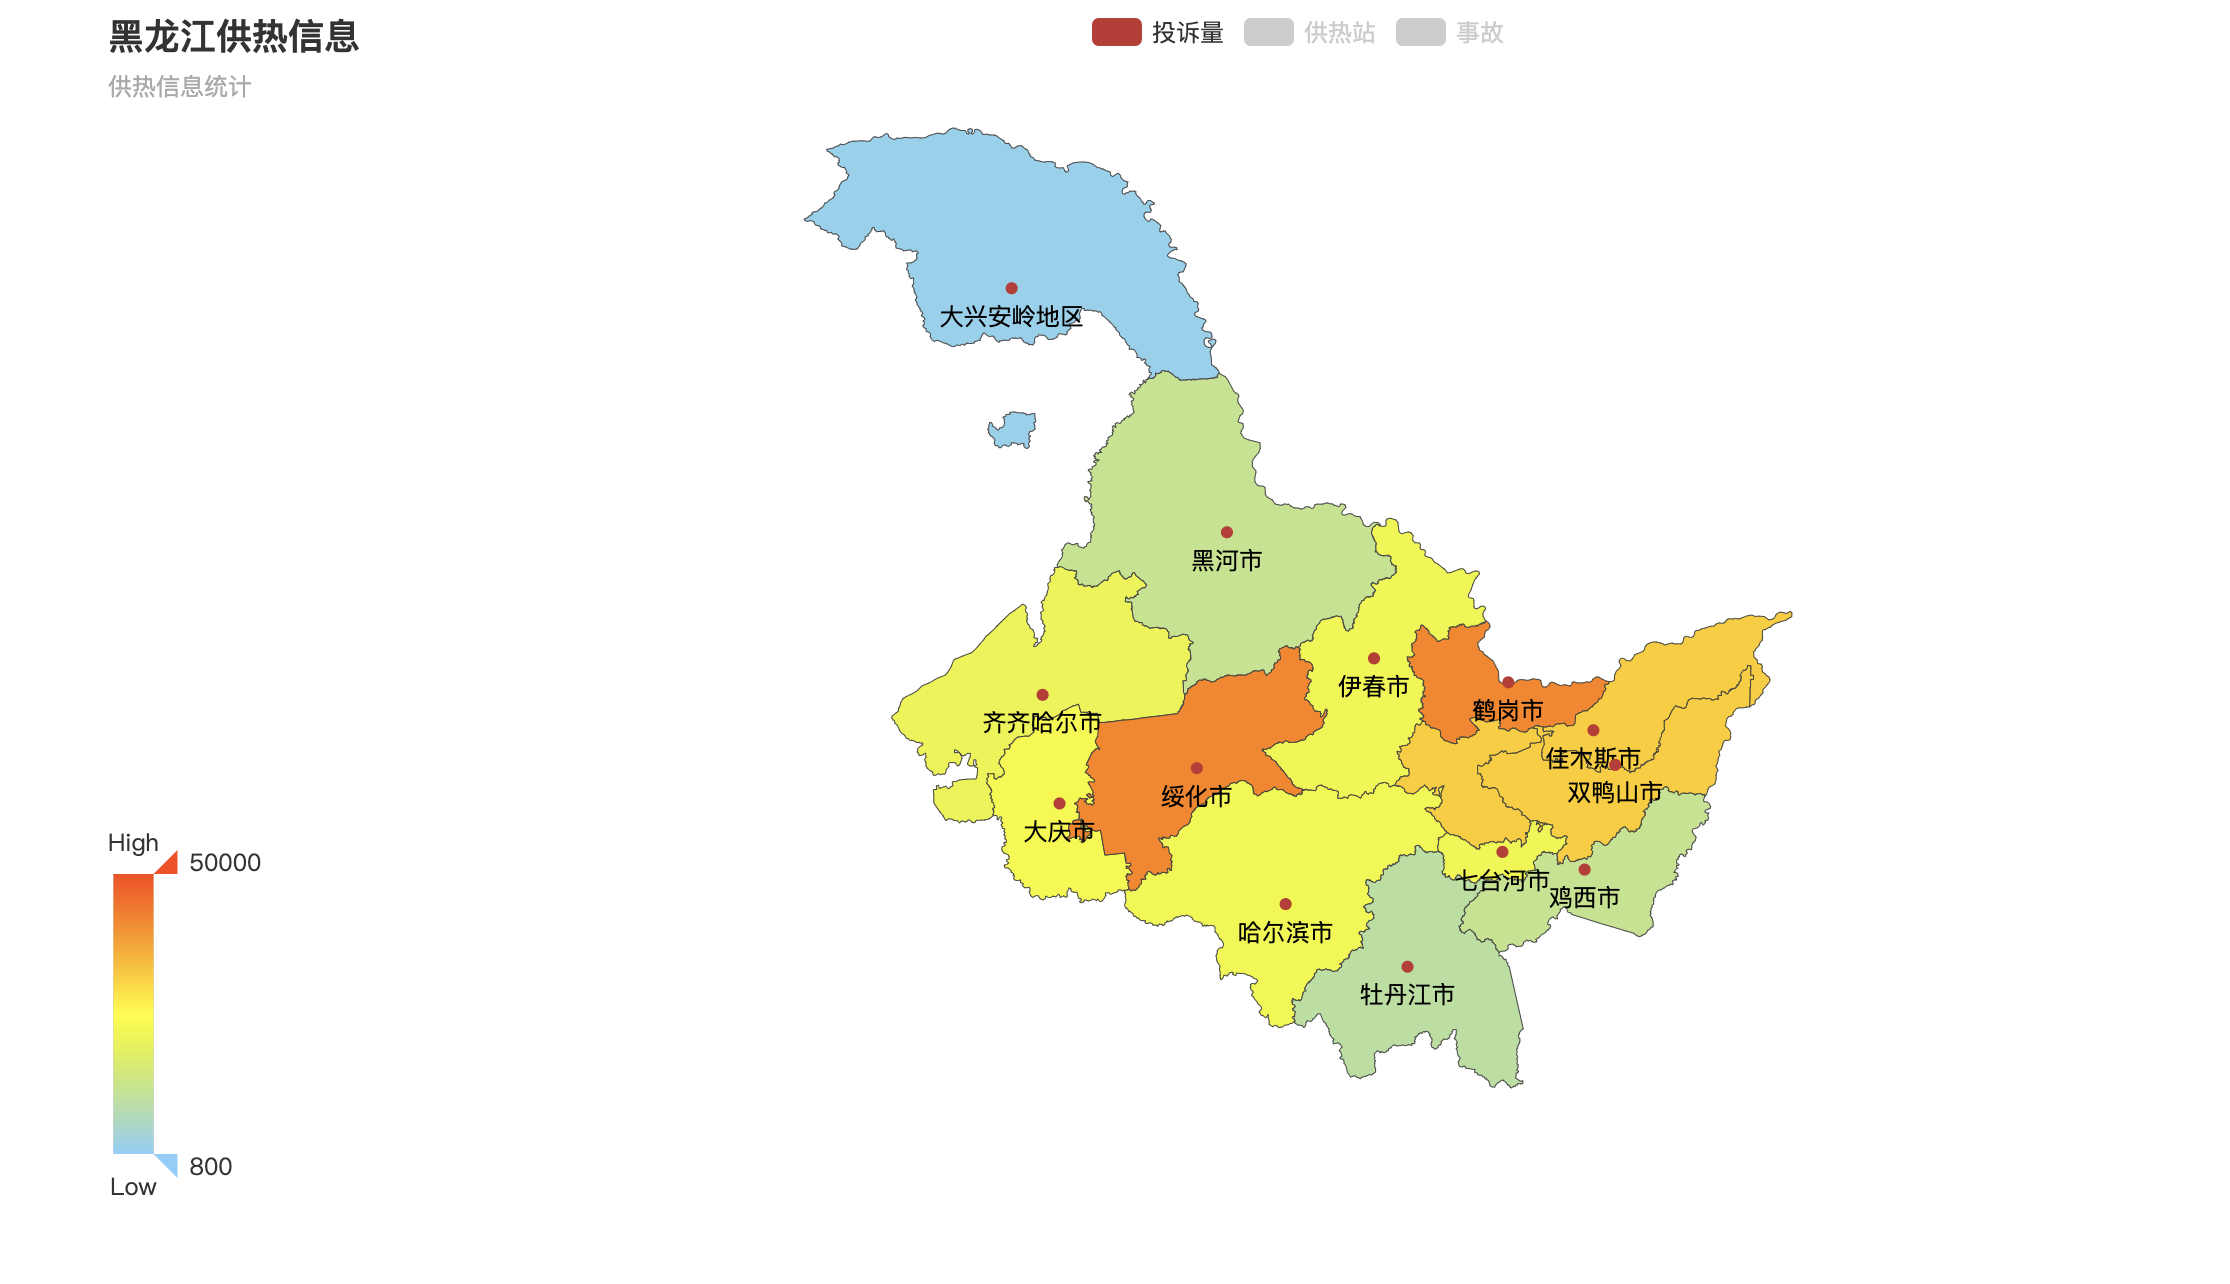 黑龙江供热信息
供热信息统计
投诉量
供热站
事故
大兴安岭地区
黑河市
伊春市
齐齐哈尔市
鹤岗市
佳木斯市
双鸭山市
绥化市
大庆市
七台河市
鸡西市
哈尔滨市
牡丹江市
High
50000
800
Low